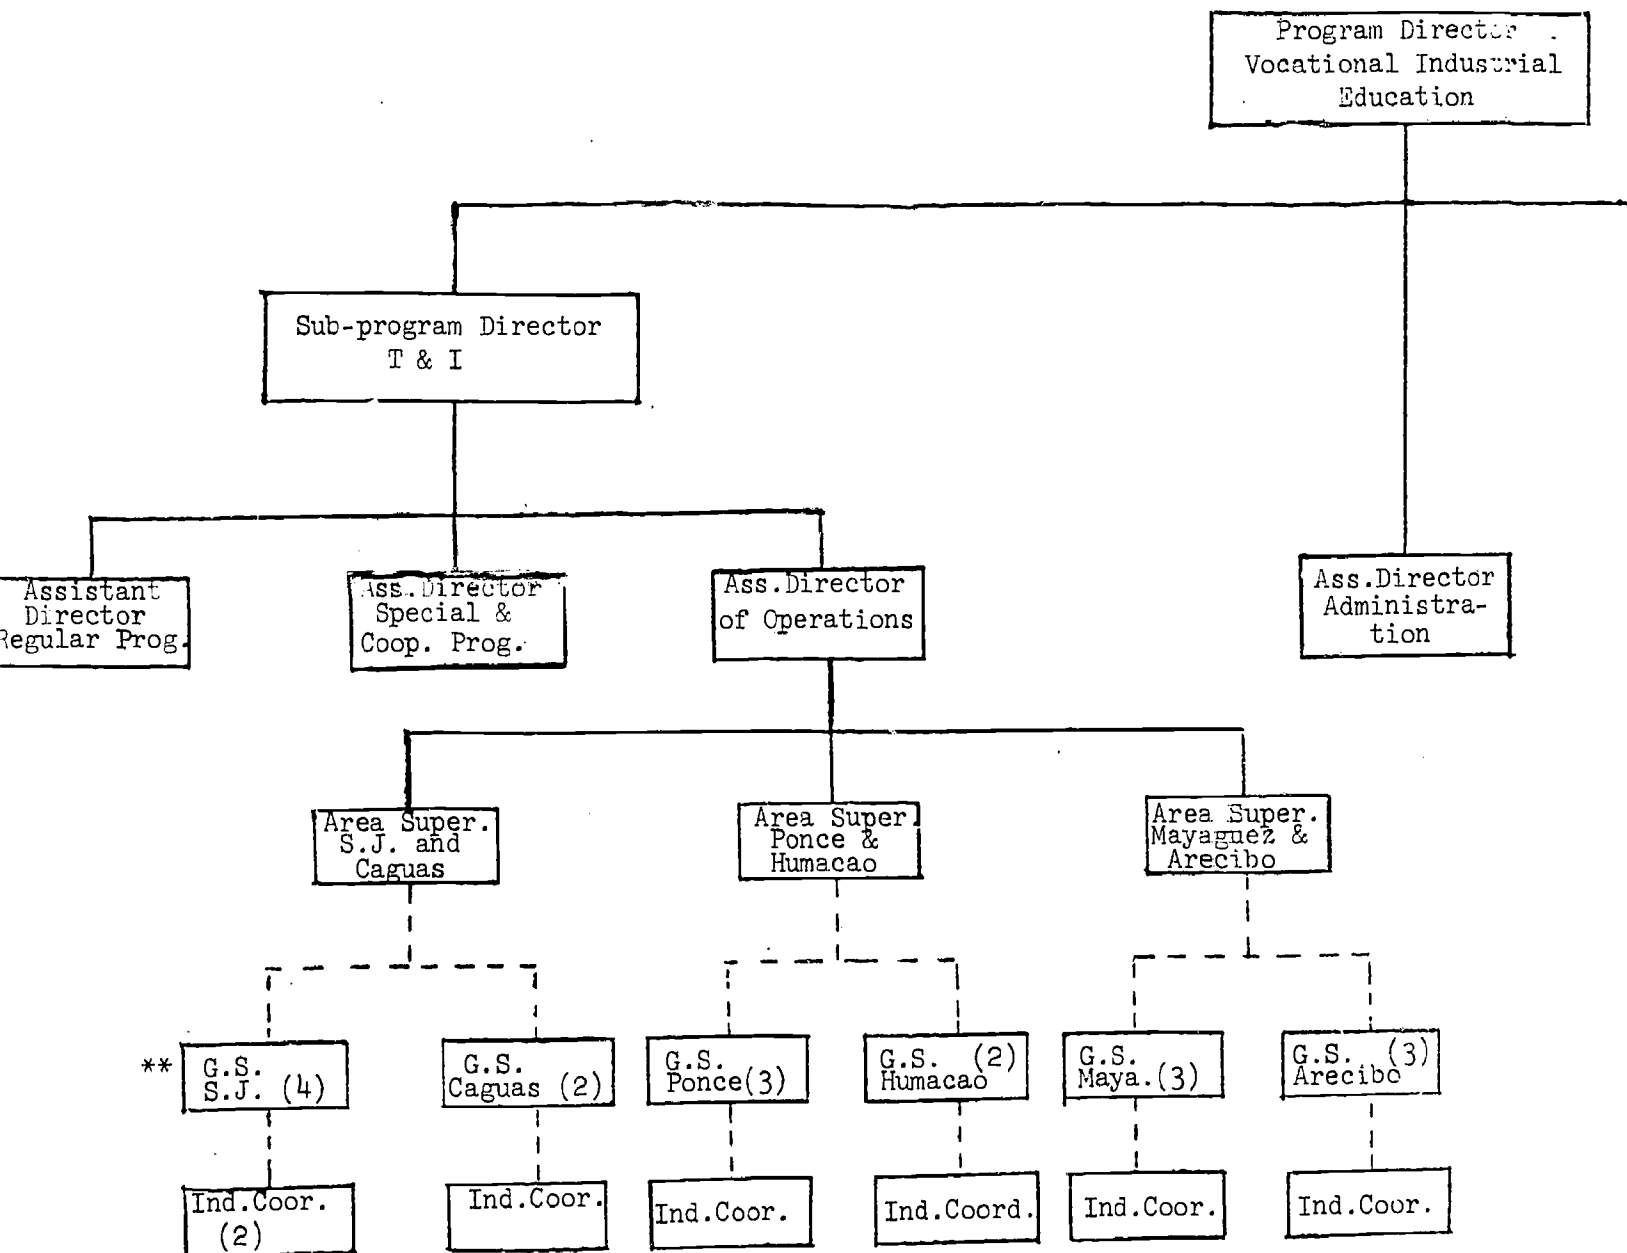 Program Director
Vocational Industrial
Education
Sub-program Director
T & I
Assistant
Director
Regular Prog.
Ass.Director
Special &
Coop. Prog.
Ass.Director
of Operations
Ass.Director
Administra-
tion
Area Super.
S.J. and
Caguas
Area Super.
Ponce &
Humacao
Area Super.
Mayaguez &
Arecibo
**
G.S.
S.J. (4)
G.S.
Caguas (2)
G.S.
Ponce(3)
G.S. (2)
Humacao
G.S.
Maya.(3)
G.S. (3)
Arecibo
Ind.Coor.
(2)
Ind.Coor.
Ind.Coor.
Ind.Coord.
Ind.Coor.
Ind.Coor.